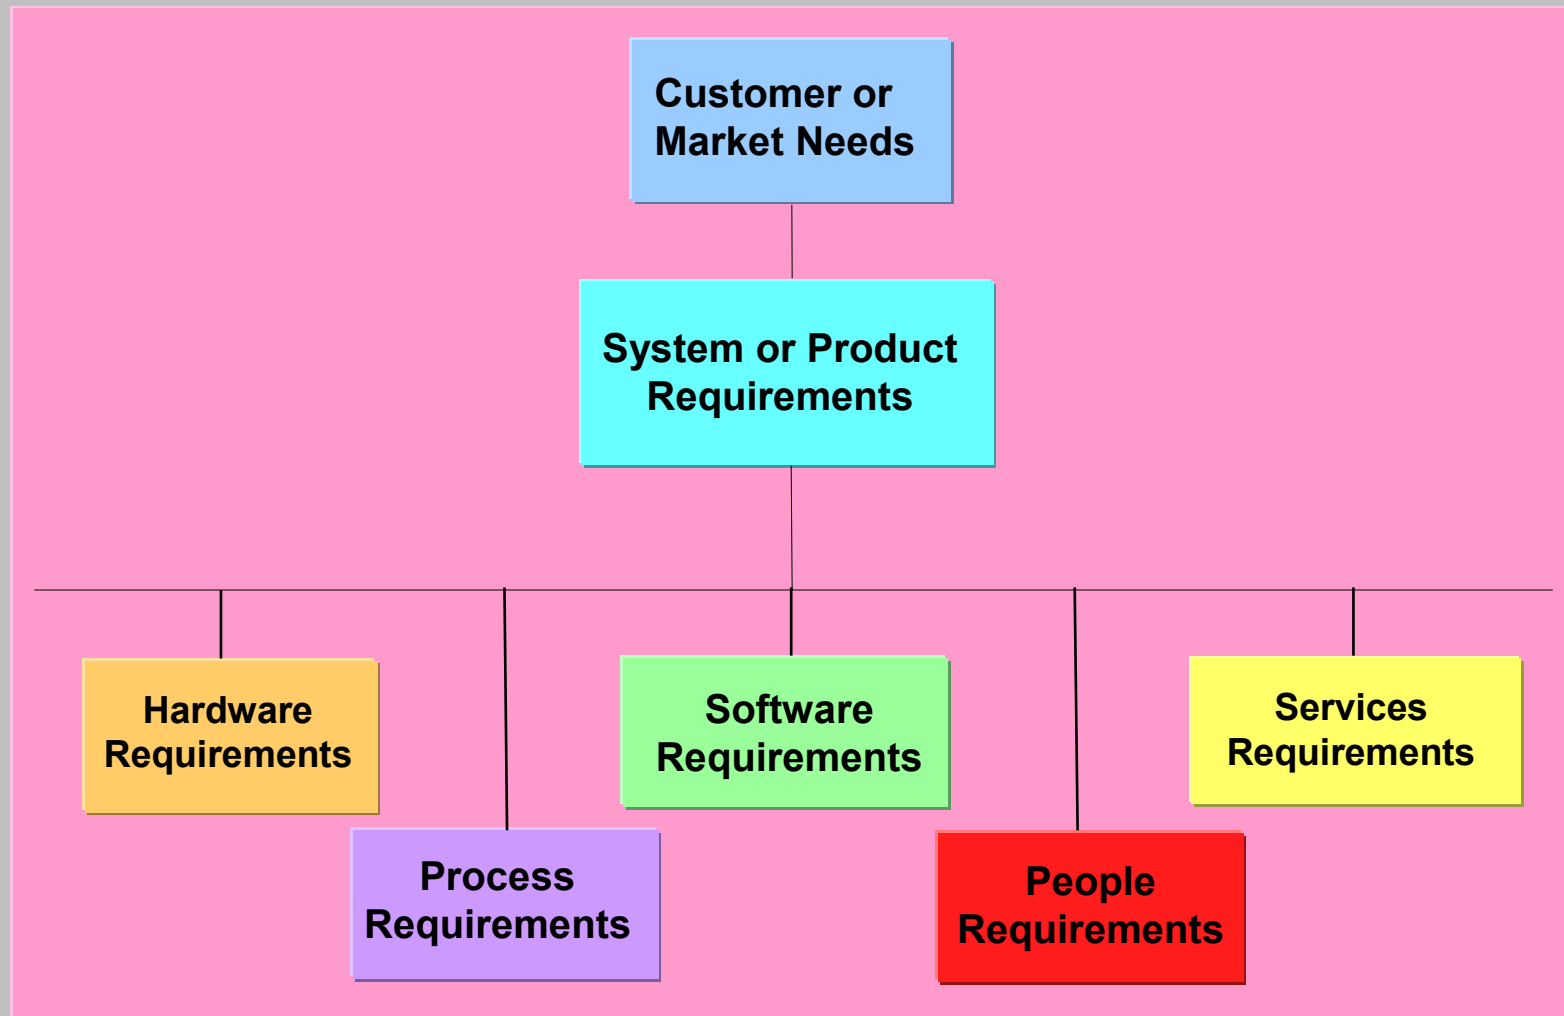 Customer or
Market Needs
System or Product
Requirements
Hardware
Requirements
Software
Requirements
Services
Requirements
Process
Requirements
People
Requirements